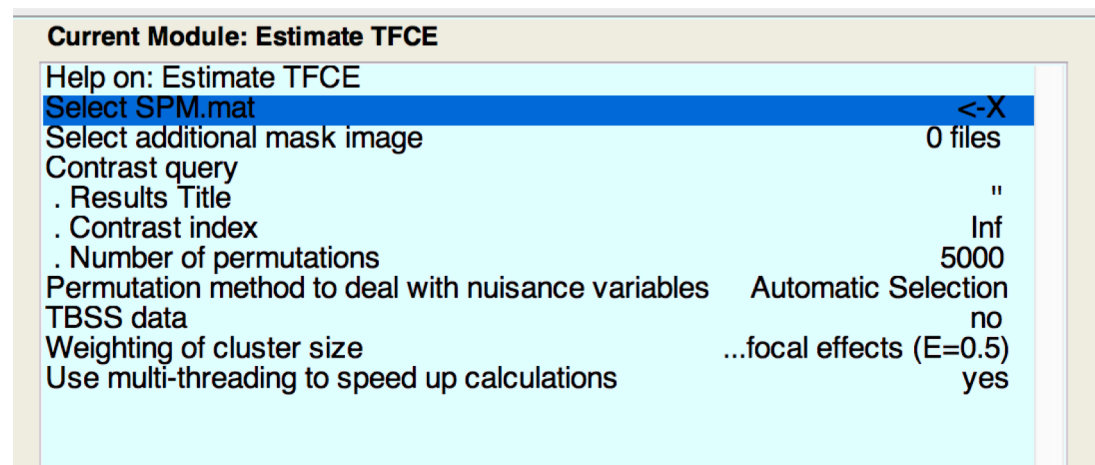 Current Module: Estimate TFCE
Help on: Estimate TFCE
Select SPM.mat <-X
Select additional mask image 0 files
Contrast query
. Results Title "
. Contrast index Inf
. Number of permutations 5000
Permutation method to deal with nuisance variables Automatic Selection
TBSS data no
Weighting of cluster size ...focal effects (E=0.5)
Use multi-threading to speed up calculations yes